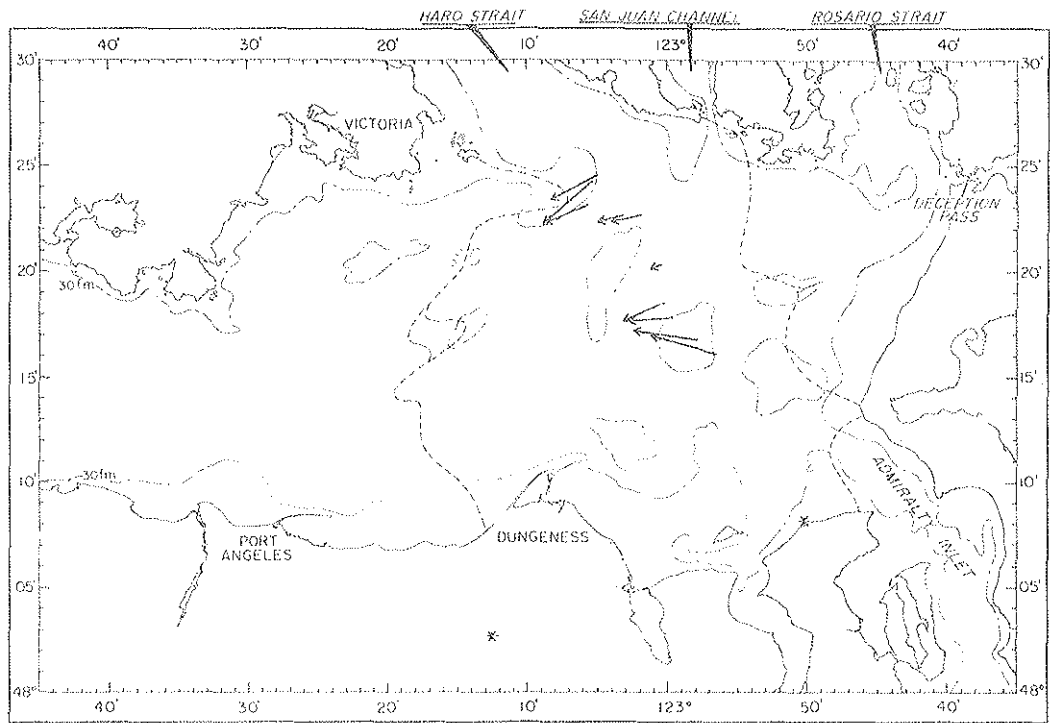 HARO STRAIT SAN JUAN CHANNEL ROSARIO STRAIT
40' 30' 20' 10' 123° 50' 40'
30' 30'
VICTORIA
25' 25'
DECEPTION
PASS
20' 20'
30fm
15' 15'
30fm
10' 10'
ADMIRALTY
INLET
PORT
ANGELES
DUNGENESS
05' 05'
48° 48°
40' 30' 20' 10' 123° 50' 40'